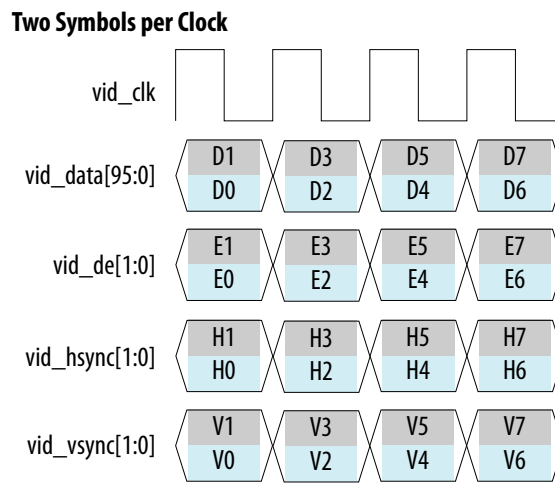 Two Symbols per Clock
vid_clk
vid_data[95:0]
D1 D3 D5 D7
D0 D2 D4 D6
vid_de[1:0]
E1 E3 E5 E7
E0 E2 E4 E6
vid_hsync[1:0]
H1 H3 H5 H7
H0 H2 H4 H6
vid_vsync[1:0]
V1 V3 V5 V7
V0 V2 V4 V6